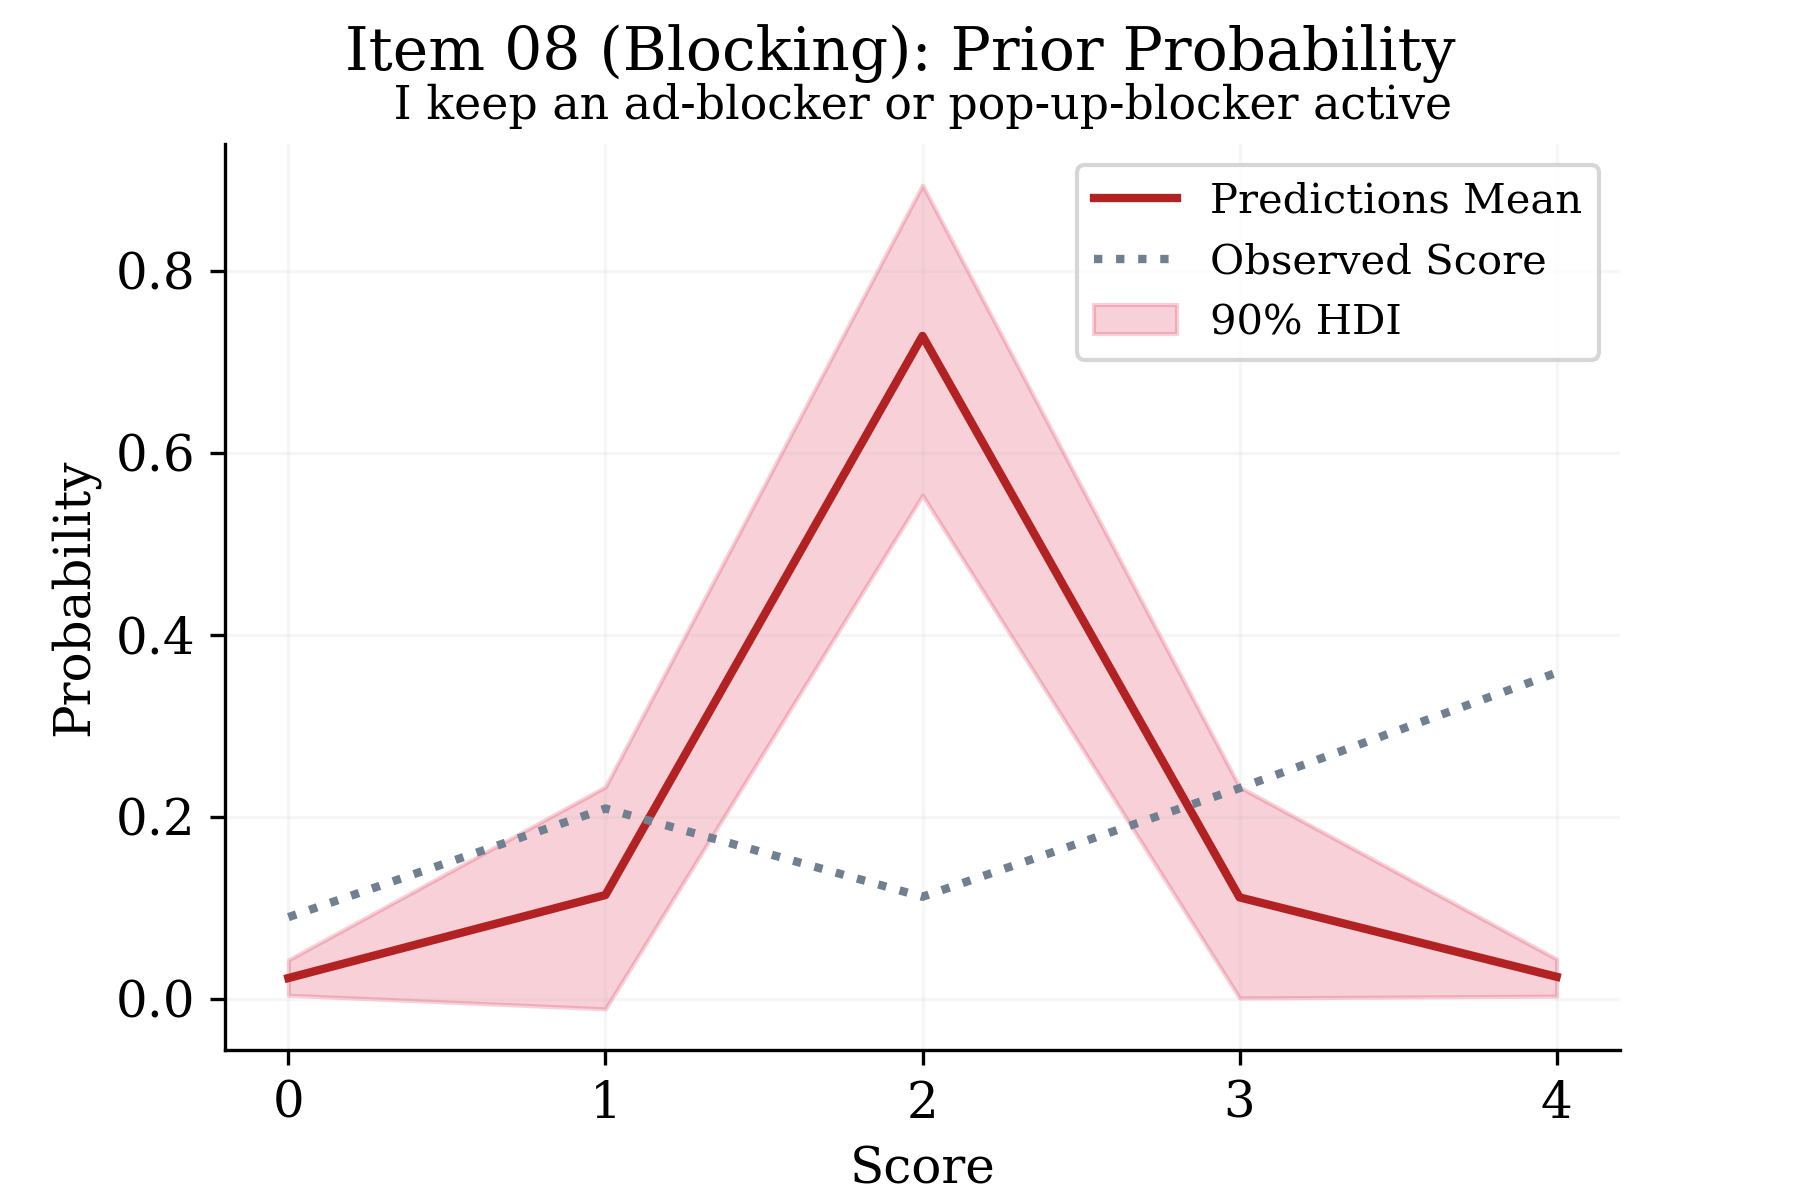 Item 08 (Blocking): Prior Probability
I keep an ad-blocker or pop-up-blocker active
Predictions Mean
Observed Score
90% HDI
Probability
0.8
0.6
0.4
0.2
0.0
0 1 2 3 4
Score